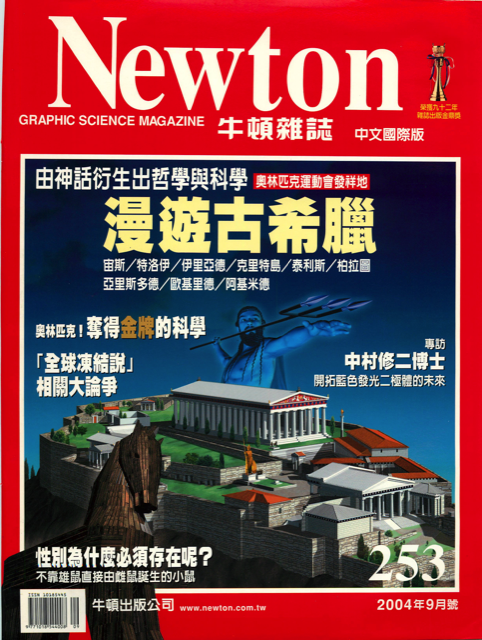 Newton
GRAPHIC SCIENCE MAGAZINE
牛頓雜誌 中文國際版
榮獲九十二年
雜誌出版金鼎獎
由神話衍生出哲學與科學 奧林匹克運動會發祥地
漫遊古希臘
宙斯／特洛伊／伊里亞德／克里特島／泰利斯／柏拉圖
亞里斯多德／歐基里德／阿基米德
奧林匹克！奪得金牌的科學
「全球凍結說」
相關大論爭
專訪
中村修二博士
開拓藍色發光二極體的未來
性別為什麼必須存在呢？
不靠雄鼠直接由雌鼠誕生的小鼠
253
牛頓出版公司 www.newton.com.tw
2004年9月號